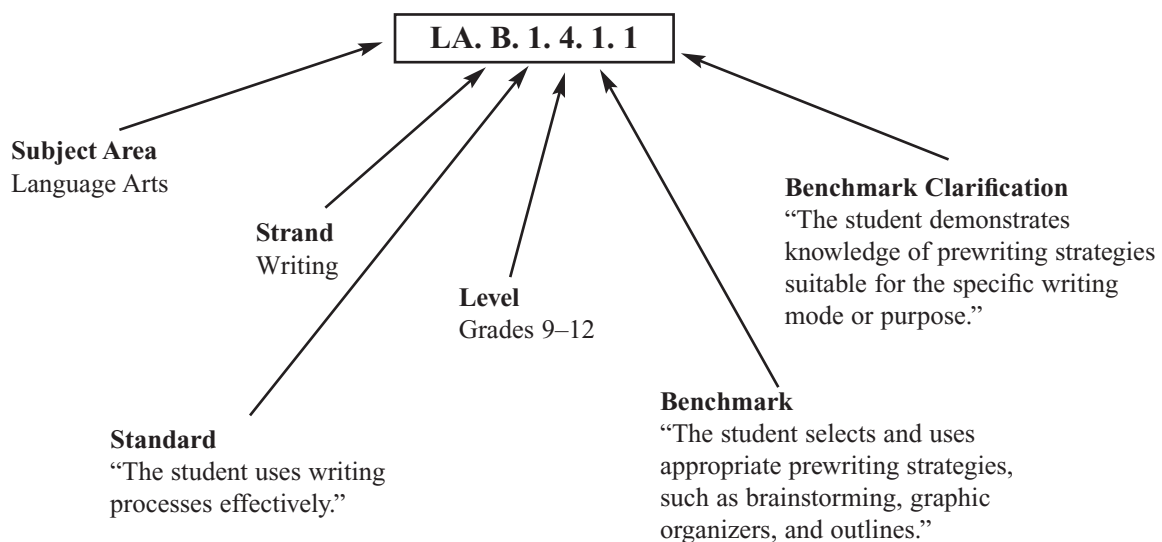 LA. B. 1. 4. 1. 1
Subject Area
Language Arts
Strand
Writing
Level
Grades 9–12
Benchmark Clarification
“The student demonstrates
knowledge of prewriting strategies
suitable for the specific writing
mode or purpose.”
Standard
“The student uses writing
processes effectively.”
Benchmark
“The student selects and uses
appropriate prewriting strategies,
such as brainstorming, graphic
organizers, and outlines.”